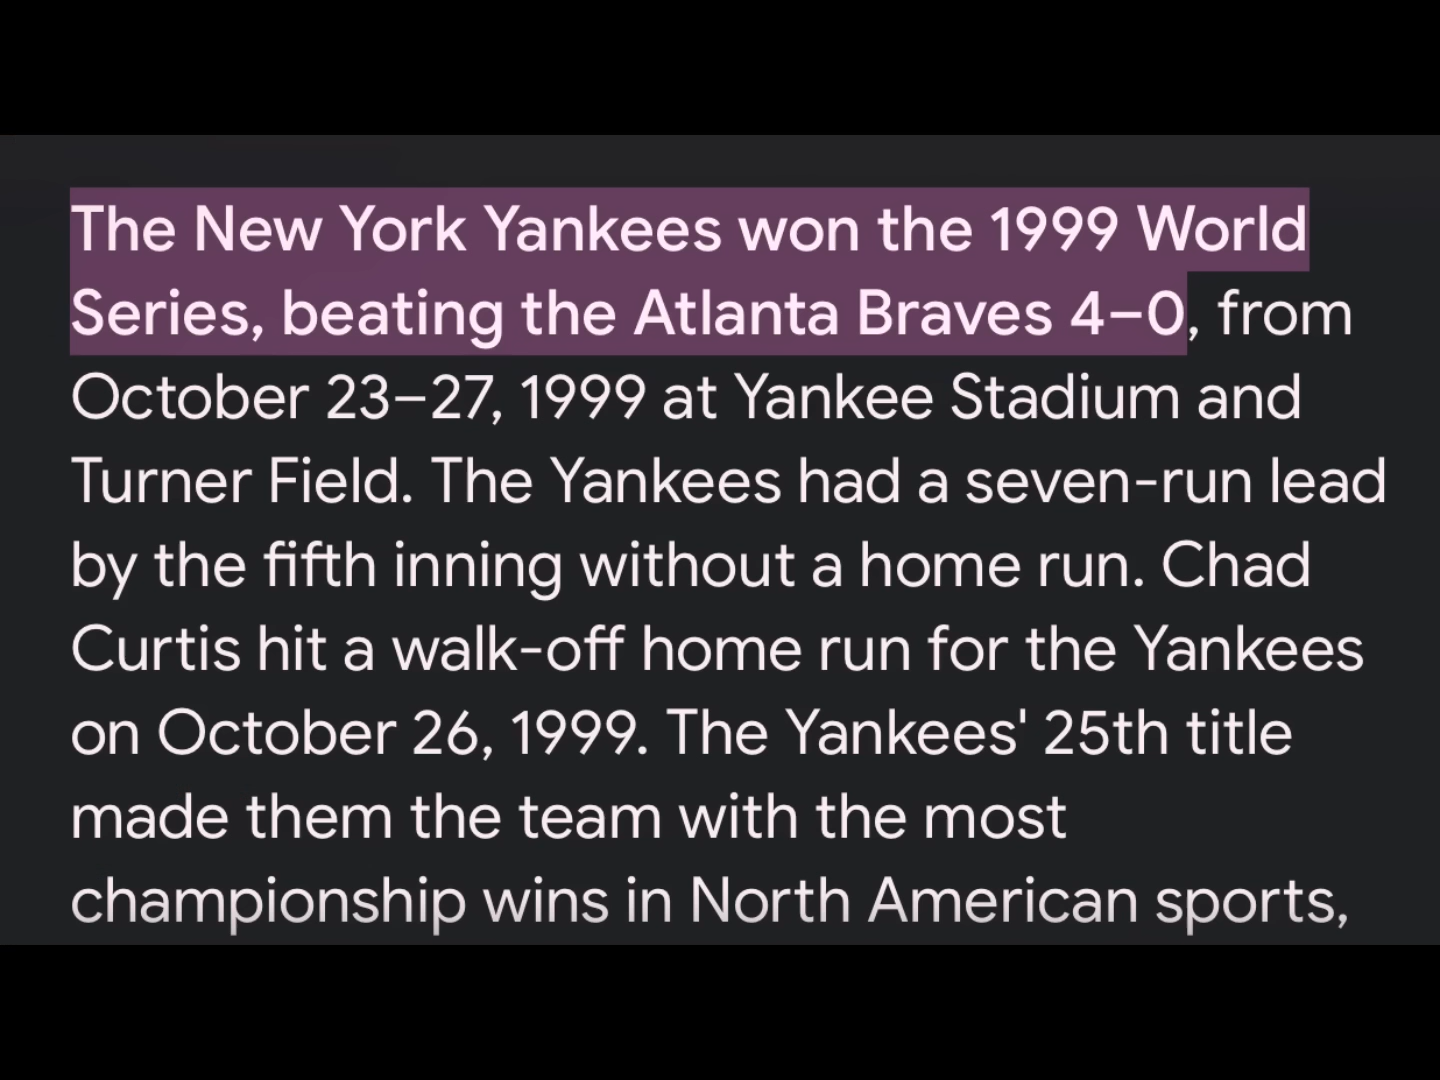 The New York Yankees won the 1999 World
Series, beating the Atlanta Braves 4–0, from
October 23–27, 1999 at Yankee Stadium and
Turner Field. The Yankees had a seven-run lead
by the fifth inning without a home run. Chad
Curtis hit a walk-off home run for the Yankees
on October 26, 1999. The Yankees' 25th title
made them the team with the most
championship wins in North American sports,